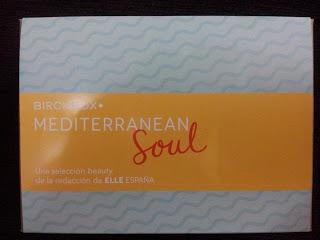 BIRCHBOX+
MEDITERRANEAN
Soul
Una selección beauty
de la redacción de ELLE ESPAÑA